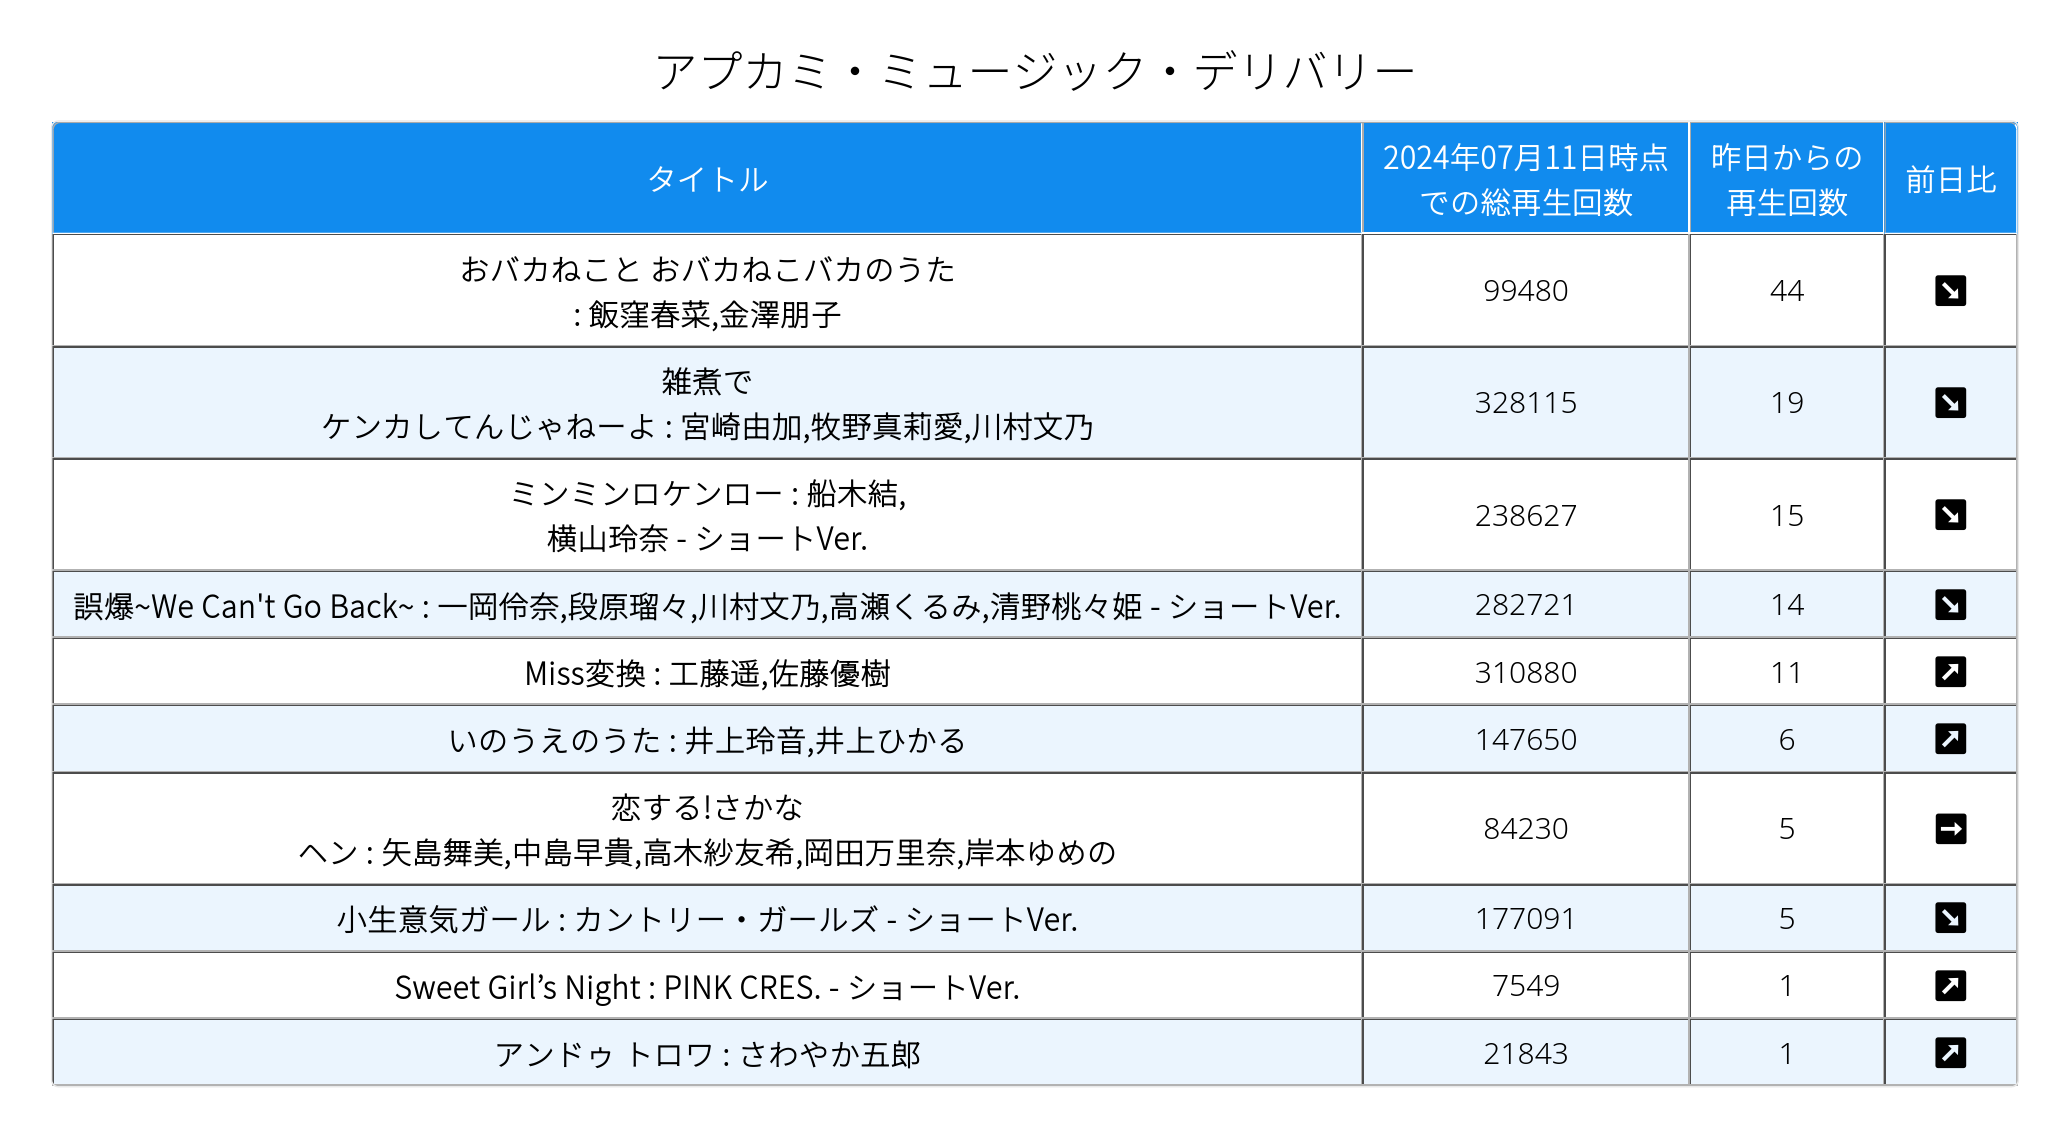 アプカミ・ミュージック・デリバリー
タイトル
2024年07月11日時点
での総再生回数
昨日からの
再生回数
前日比
おバカねこと おバカねこバカのうた
: 飯窪春菜,金澤朋子
99480
44
雑煮で
ケンカしてんじゃねーよ : 宮崎由加,牧野真莉愛,川村文乃
328115
19
ミンミンロケンロー : 船木結,
横山玲奈 - ショートVer.
238627
15
誤爆~We Can't Go Back~ : 一岡伶奈,段原瑠々,川村文乃,高瀬くるみ,清野桃々姫 - ショートVer.
282721
14
Miss変換 : 工藤遥,佐藤優樹
310880
11
いのうえのうた : 井上玲音,井上ひかる
147650
6
恋する!さかな
ヘン : 矢島舞美,中島早貴,高木紗友希,岡田万里奈,岸本ゆめの
84230
5
小生意気ガール : カントリー・ガールズ - ショートVer.
177091
5
Sweet Girl’s Night : PINK CRES. - ショートVer.
7549
1
アンドゥ トロワ : さわやか五郎
21843
1